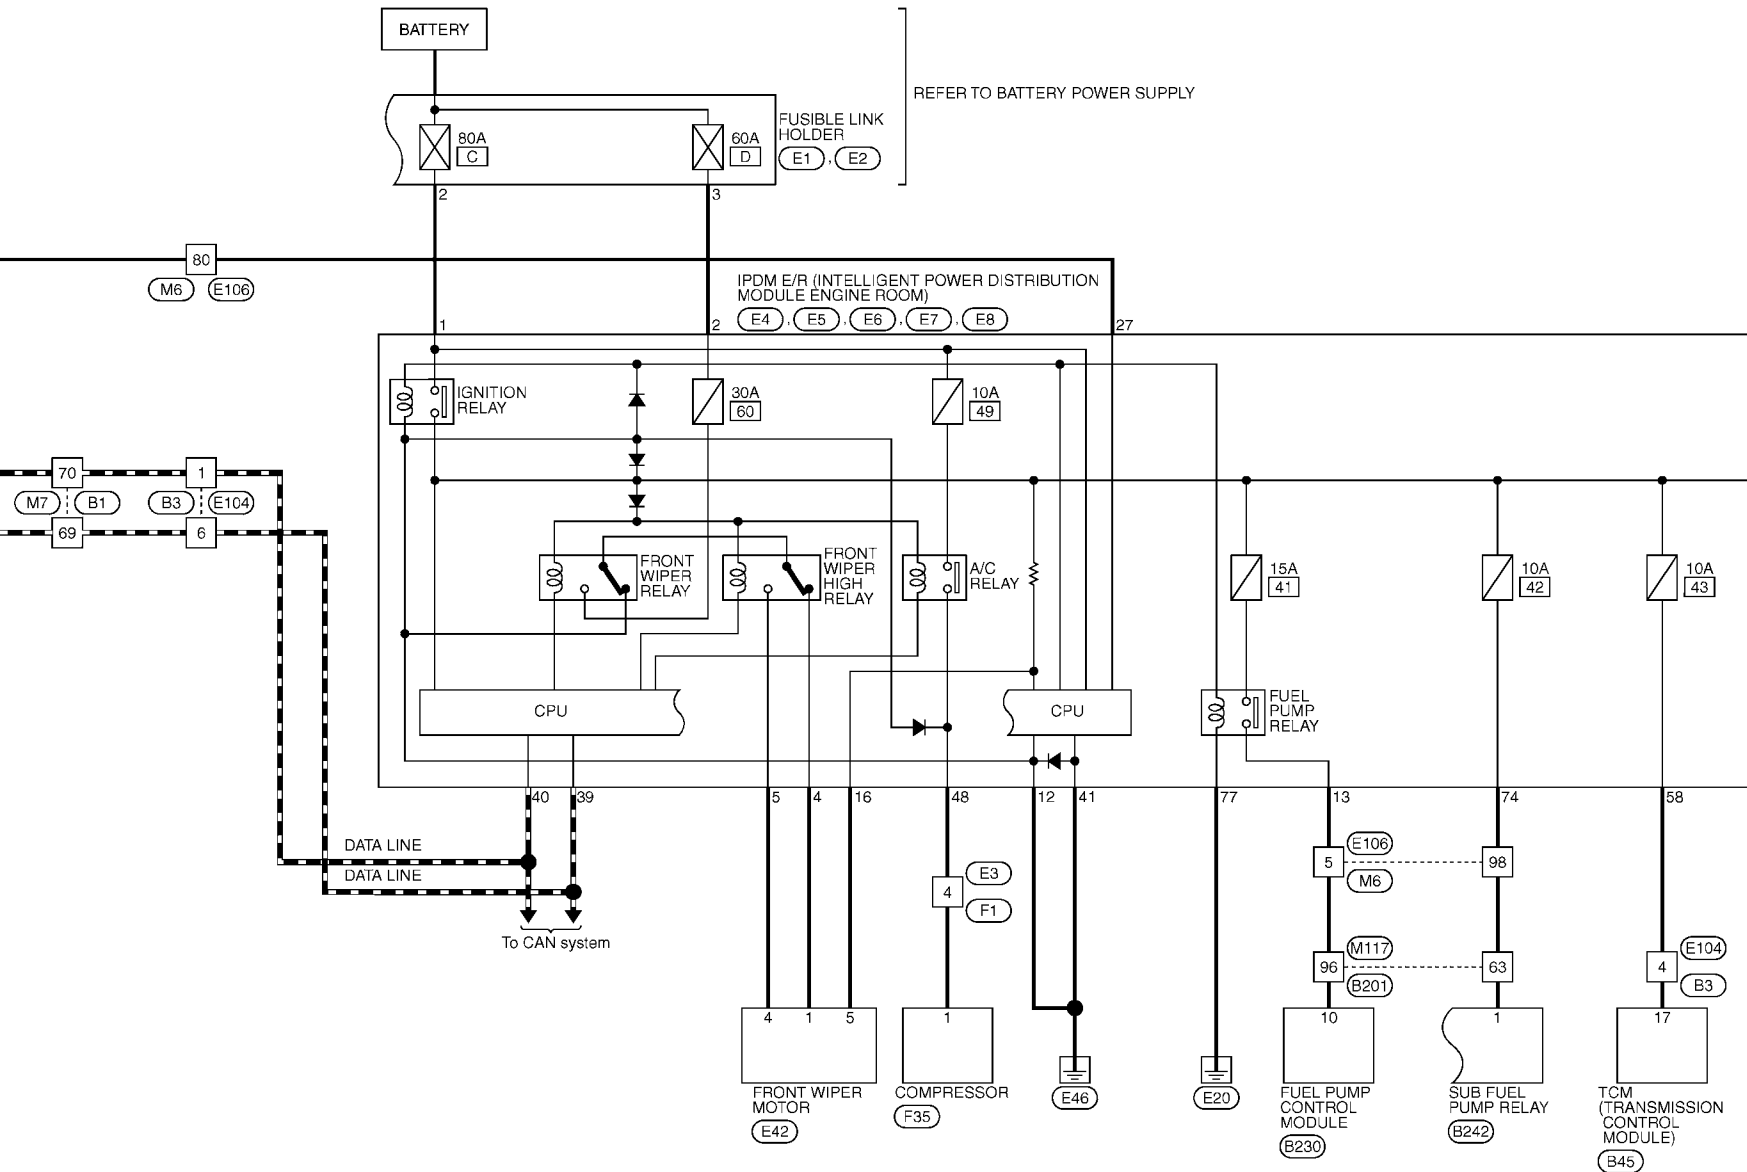 BATTERY
REFER TO BATTERY POWER SUPPLY
80A
C
60A
D
FUSIBLE LINK
HOLDER
E1 , E2
2
3
80
M6
E106
IPDM E/R (INTELLIGENT POWER DISTRIBUTION
MODULE ENGINE ROOM)
E4 , E5 , E6 , E7 , E8
1
2
27
IGNITION
RELAY
30A
60
10A
49
70
1
M7
B1
B3
E104
69
6
FRONT
WIPER
RELAY
FRONT
WIPER
HIGH
RELAY
A/C
RELAY
15A
41
10A
42
10A
43
CPU
CPU
FUEL
PUMP
RELAY
40
39
5
4
16
48
12
41
77
13
74
58
DATA LINE
DATA LINE
To CAN system
E3
4
F1
E106
5
98
M6
M117
96
63
B201
E104
4
B3
4
1
5
1
10
1
17
FRONT WIPER
MOTOR
E42
COMPRESSOR
F35
E46
E20
FUEL PUMP
CONTROL
MODULE
B230
SUB FUEL
PUMP RELAY
B242
TCM
(TRANSMISSION
CONTROL
MODULE)
B45